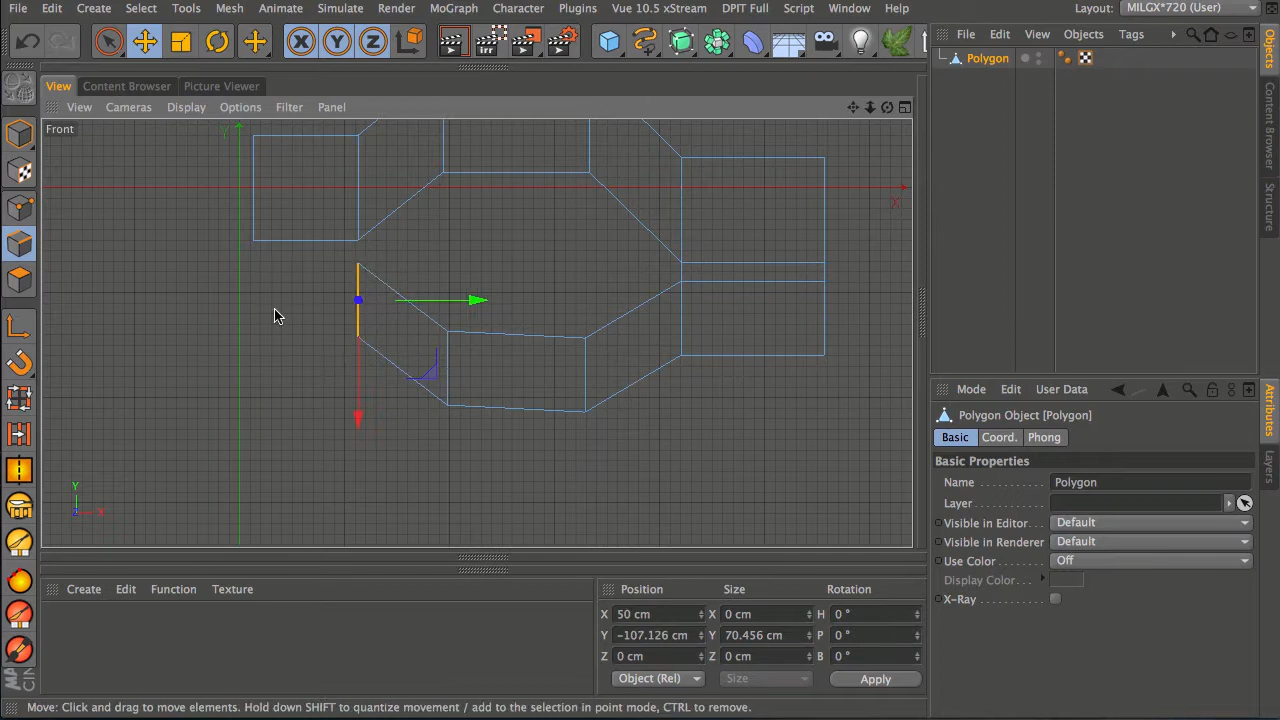 File Edit Create Select Tools Mesh Animate Simulate Render MoGraph Character Plugins Vue 10.5 xStream DPIT Full Script Window Help Layout: MILGX*720 (User)
X Y Z
irr
View Content Browser Picture Viewer
View Cameras Display Options Filter Panel
Front
Y
X
Y
Z X
File Edit View Objects Tags
Polygon
Objects
Content Browser
Structure
Mode Edit User Data
Polygon Object [Polygon]
Basic Coord. Phong
Basic Properties
Name Polygon
Layer
Visible in Editor Default
Visible in Renderer Default
Use Color Off
Display Color
X-Ray
Attributes
Layers
Create Edit Function Texture
Position Size Rotation
X 50 cm X 0 cm H 0 °
Y -107.126 cm Y 70.456 cm P 0 °
Z 0 cm Z 0 cm B 0 °
Object (Rel) Size Apply
Move: Click and drag to move elements. Hold down SHIFT to quantize movement / add to the selection in point mode, CTRL to remove.